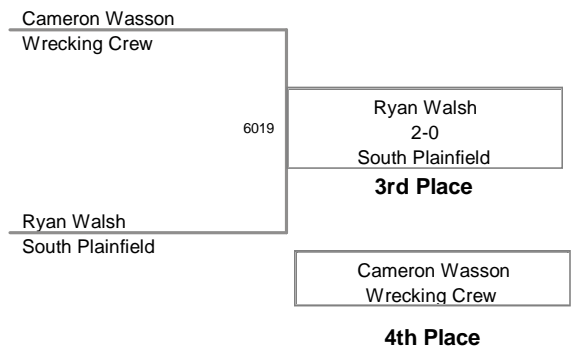 Cameron Wasson
Wrecking Crew
6019
Ryan Walsh
2-0
South Plainfield
3rd Place
Ryan Walsh
South Plainfield
Cameron Wasson
Wrecking Crew
4th Place